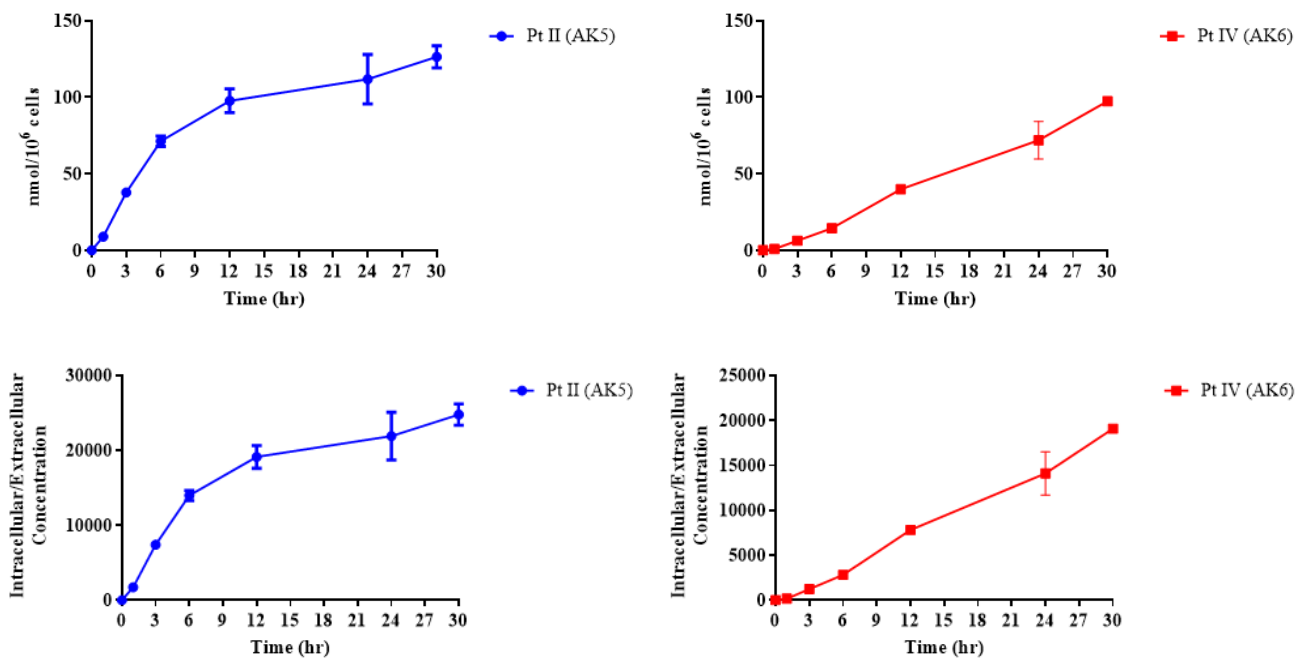 150
100
50
0
nmol/10⁶ cells
0 3 6 9 12 15 18 21 24 27 30
Time (hr)
Pt II (AK5)
150
100
50
0
nmol/10⁶ cells
0 3 6 9 12 15 18 21 24 27 30
Time (hr)
Pt IV (AK6)
30000
20000
10000
0
Intracellular/Extracellular
Concentration
0 3 6 9 12 15 18 21 24 27 30
Time (hr)
Pt II (AK5)
25000
20000
15000
10000
5000
0
Intracellular/Extracellular
Concentration
0 3 6 9 12 15 18 21 24 27 30
Time (hr)
Pt IV (AK6)